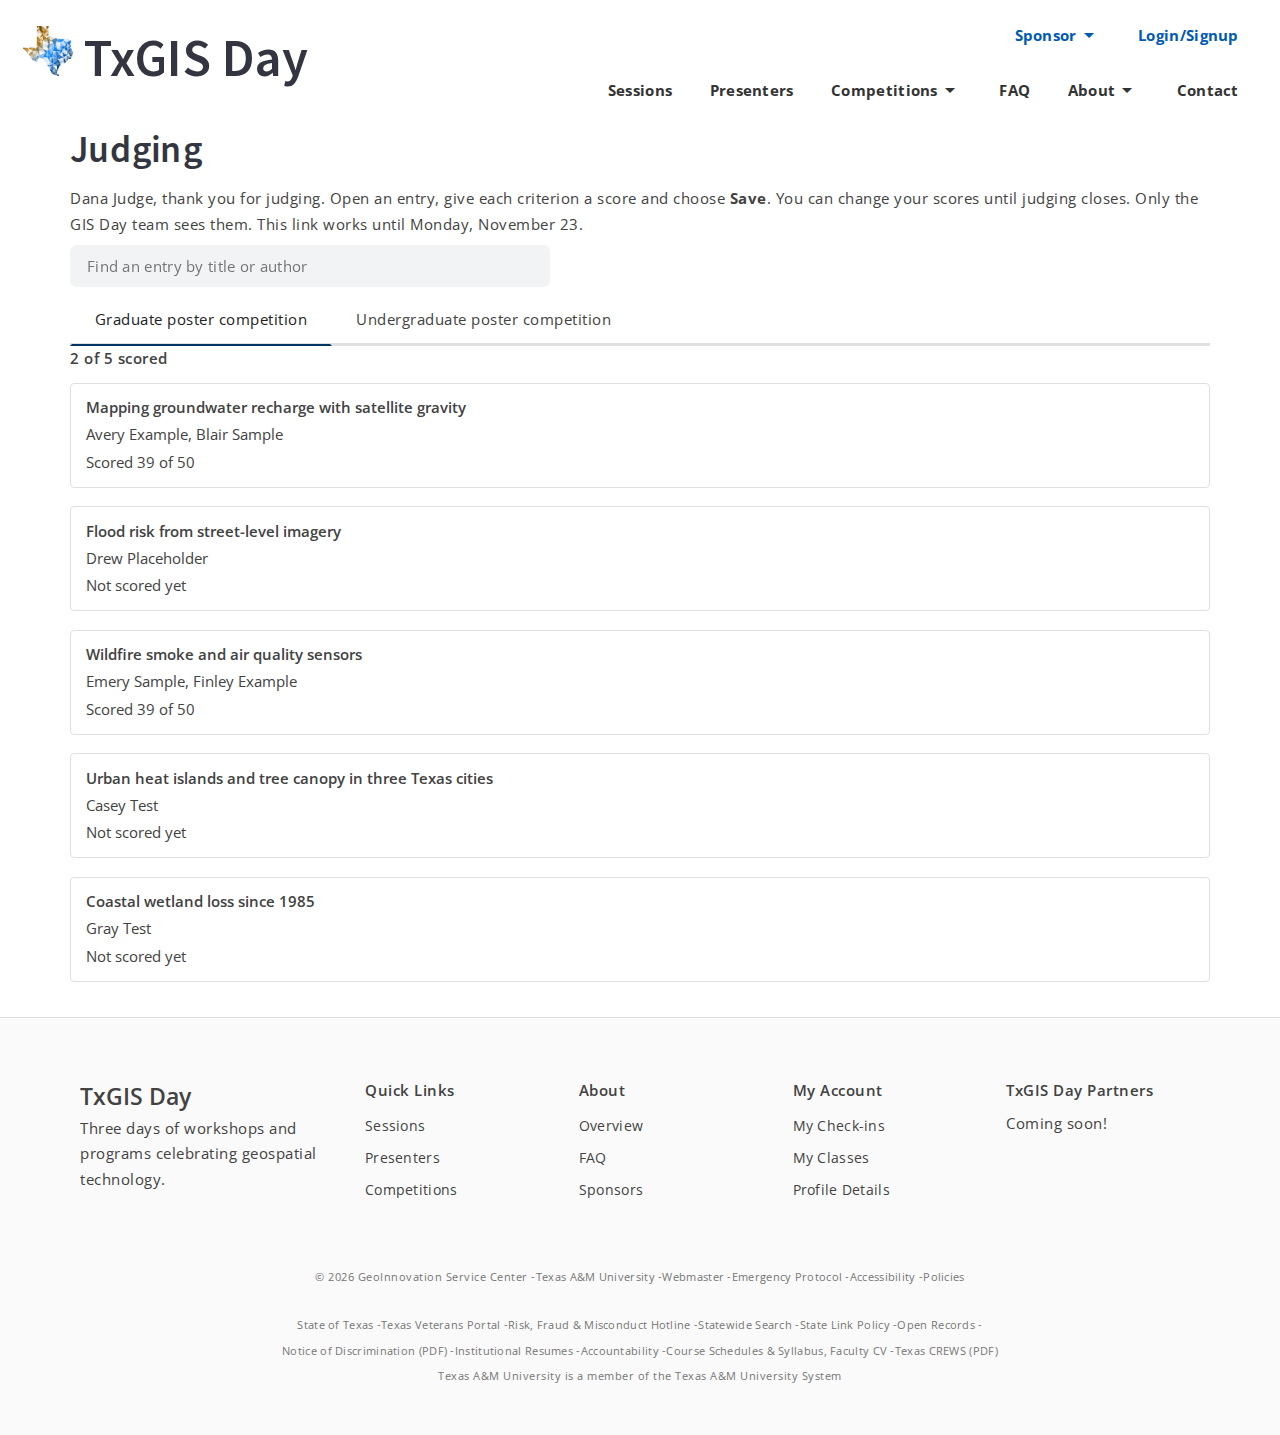 TxGIS Day
Sponsor
Login/Signup
Sessions
Presenters
Competitions
FAQ
About
Contact
Judging
Dana Judge, thank you for judging. Open an entry, give each criterion a score and choose Save. You can change your scores until judging closes. Only the
GIS Day team sees them. This link works until Monday, November 23.
Find an entry by title or author
Graduate poster competition
Undergraduate poster competition
2 of 5 scored
Mapping groundwater recharge with satellite gravity
Avery Example, Blair Sample
Scored 39 of 50
Flood risk from street-level imagery
Drew Placeholder
Not scored yet
Wildfire smoke and air quality sensors
Emery Sample, Finley Example
Scored 39 of 50
Urban heat islands and tree canopy in three Texas cities
Casey Test
Not scored yet
Coastal wetland loss since 1985
Gray Test
Not scored yet
TxGIS Day
Three days of workshops and
programs celebrating geospatial
technology.
Quick Links
Sessions
Presenters
Competitions
About
Overview
FAQ
Sponsors
My Account
My Check-ins
My Classes
Profile Details
TxGIS Day Partners
Coming soon!
© 2026 GeoInnovation Service Center -Texas A&M University -Webmaster -Emergency Protocol -Accessibility -Policies
State of Texas -Texas Veterans Portal -Risk, Fraud & Misconduct Hotline -Statewide Search -State Link Policy -Open Records -
Notice of Discrimination (PDF) -Institutional Resumes -Accountability -Course Schedules & Syllabus, Faculty CV -Texas CREWS (PDF)
Texas A&M University is a member of the Texas A&M University System